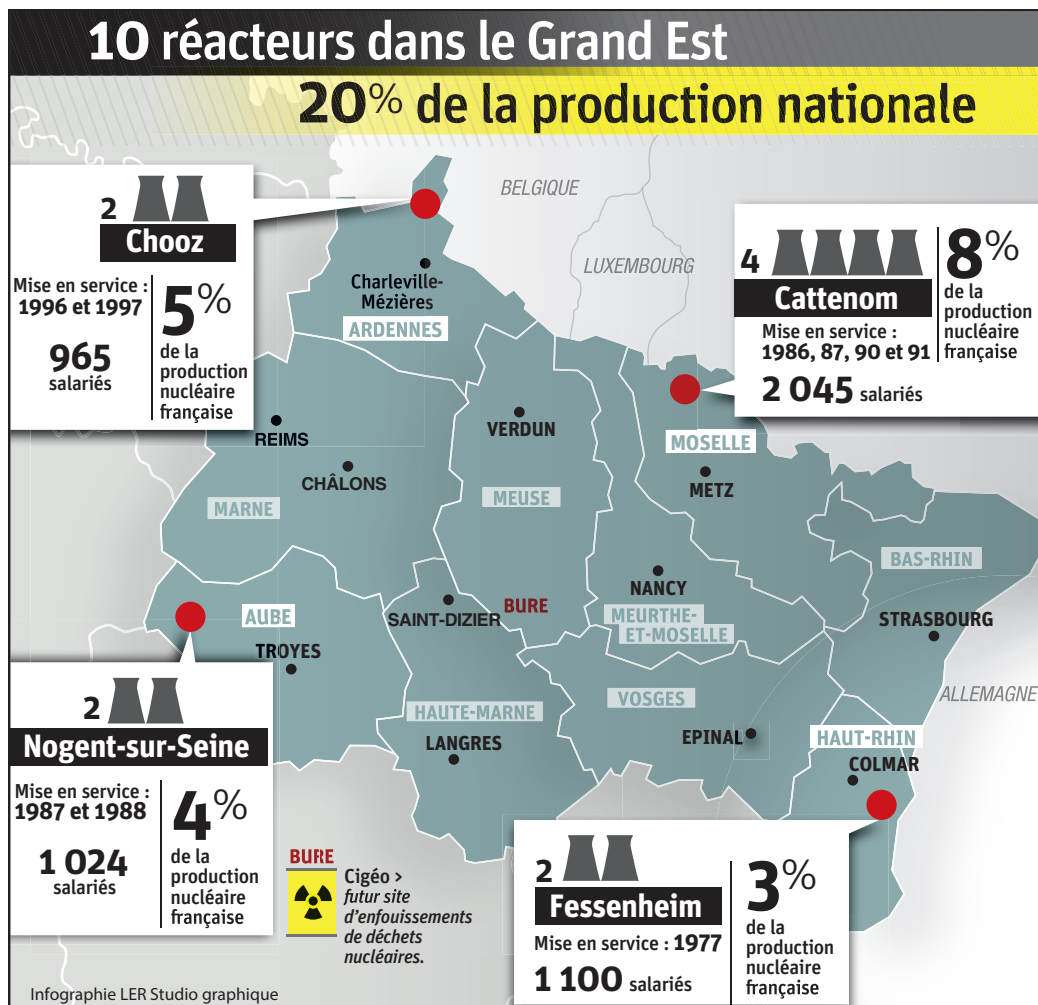 10 réacteurs dans le Grand Est
20% de la production nationale
2
Chooz
Mise en service :
1996 et 1997
965
salariés
5%
de la
production
nucléaire
française
BELGIQUE
LUXEMBOURG
4
Cattenom
Mise en service :
1986, 87, 90 et 91
2 045 salariés
8%
de la
production
nucléaire
française
Charleville-
Mézières
ARDENNES
REIMS
CHÂLONS
MARNE
VERDUN
MEUSE
MOSELLE
METZ
BAS-RHIN
NANCY
MEURTHE-
ET-MOSELLE
STRASBOURG
AUBE
TROYES
SAINT-DIZIER
BURE
ALLEMAGNE
HAUTE-MARNE
LANGRES
VOSGES
EPINAL
HAUT-RHIN
COLMAR
2
Nogent-sur-Seine
Mise en service :
1987 et 1988
1 024
salariés
4%
de la
production
nucléaire
française
BURE
Cigéo >
futur site
d'enfouissements
de déchets
nucléaires.
2
Fessenheim
Mise en service : 1977
1 100 salariés
3%
de la
production
nucléaire
française
Infographie LER Studio graphique